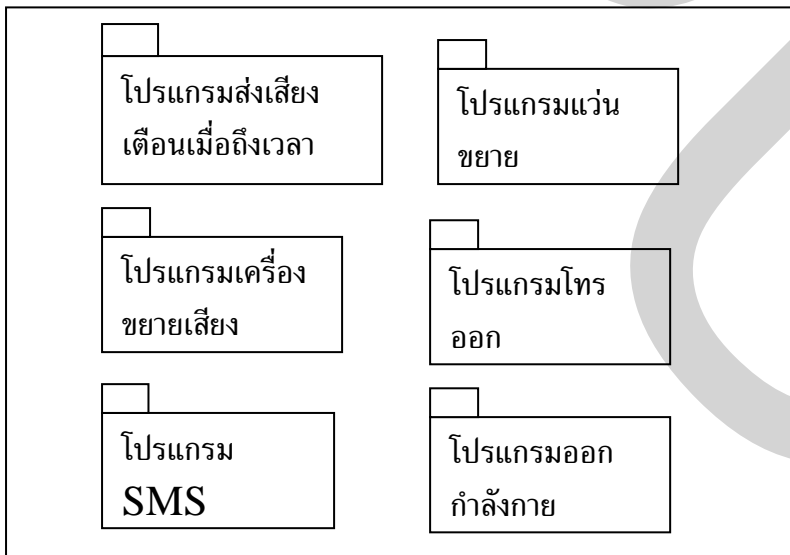 โปรแกรมส่งเสียง
เตือนเมื่อถึงเวลา
โปรแกรมแว่น
ขยาย
โปรแกรมเครื่อง
ขยายเสียง
โปรแกรมโทร
ออก
โปรแกรม
SMS
โปรแกรมออก
กำลังกาย